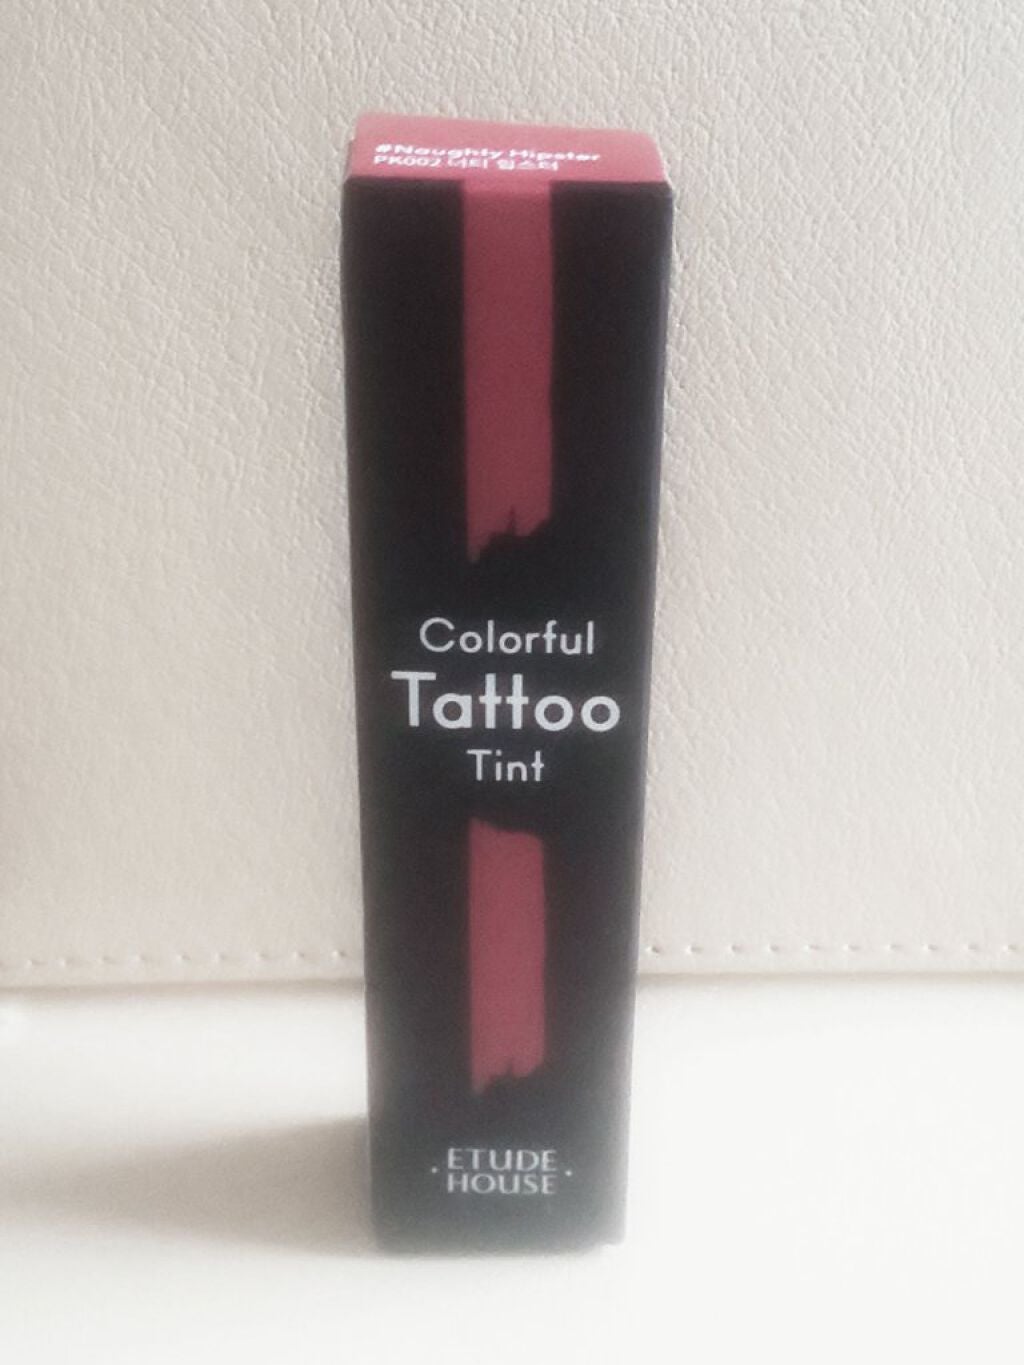 #Naughty Hipster
PK002 너티 힙스터
Colorful
Tattoo
Tint
ETUDE
HOUSE